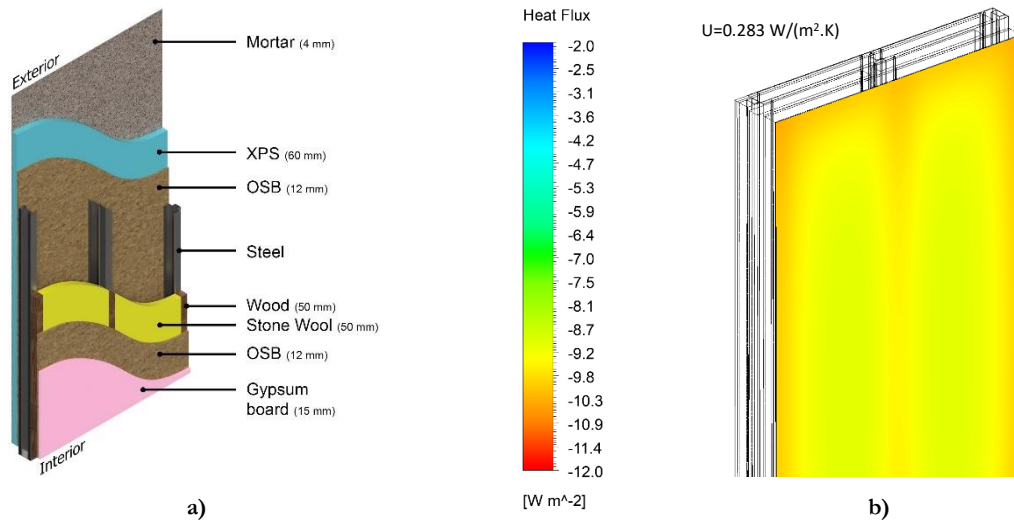 Exterior
Mortar (4 mm)
XPS (60 mm)
OSB (12 mm)
Steel
Wood (50 mm)
Stone Wool (50 mm)
OSB (12 mm)
Gypsum
board (15 mm)
Interior
a)
Heat Flux
-2.0
-2.5
-3.1
-3.6
-4.2
-4.7
-5.3
-5.9
-6.4
-7.0
-7.6
-8.1
-8.7
-9.2
-9.8
-10.3
-10.9
-11.4
-12.0
[W m^-2]
U=0.283 W/(m².K)
b)